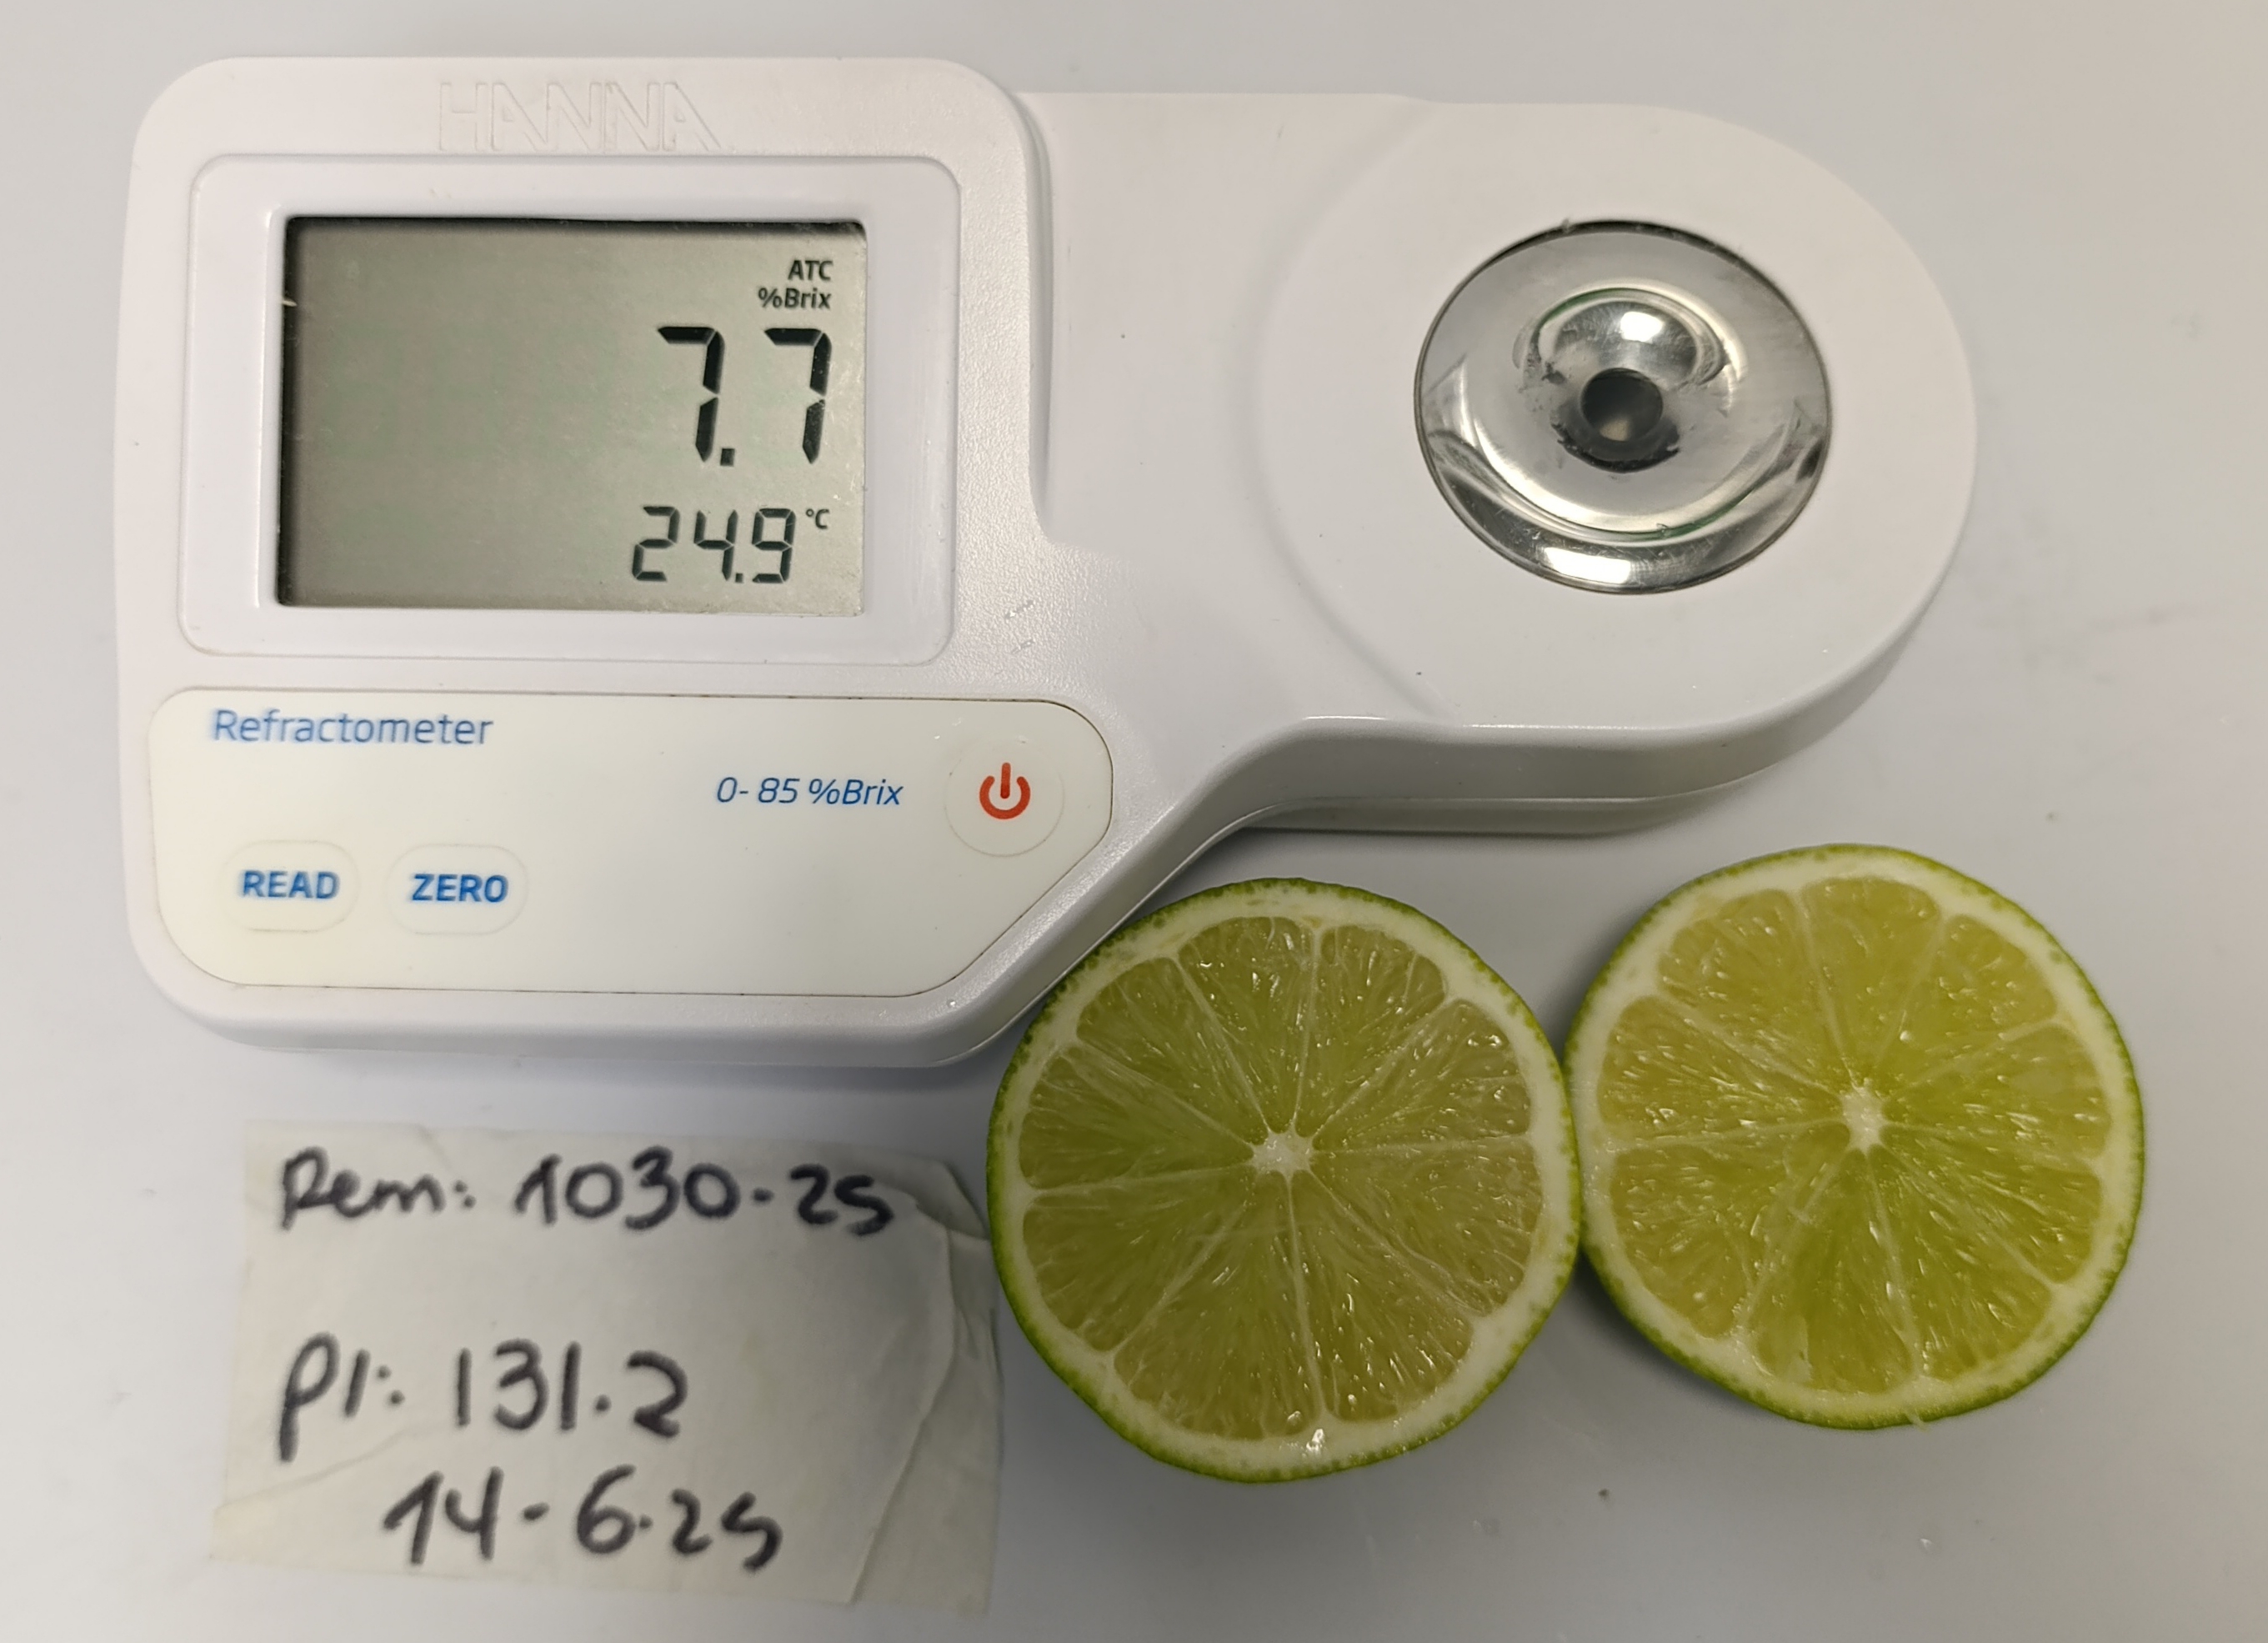 HANNA
ATC
%Brix
7.7
24.9 °C
Refractometer
0-85 %Brix
READ ZERO
Rem: 1030-25
Pl: 131.2
14-6-25